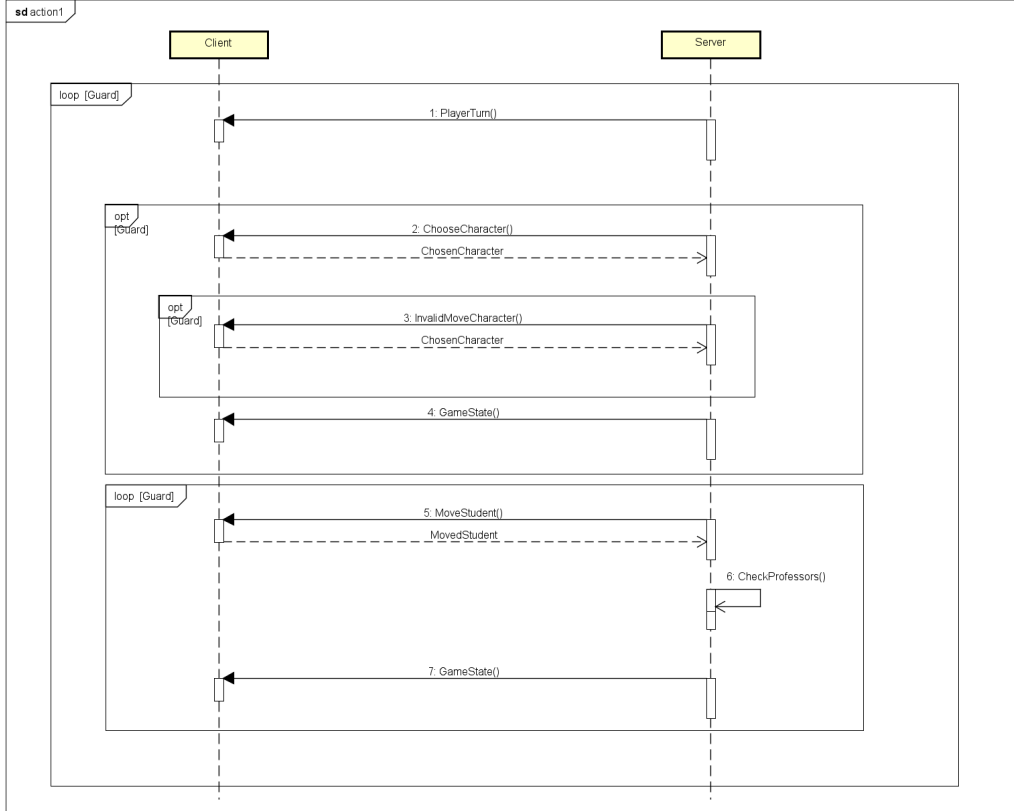 sd action1
Client
Server
loop [Guard]
1: PlayerTurn()
opt
[Guard]
2: ChooseCharacter()
ChosenCharacter
opt
[Guard]
3: InvalidMoveCharacter()
ChosenCharacter
4: GameState()
loop [Guard]
5: MoveStudent()
MovedStudent
6: CheckProfessors()
7: GameState()